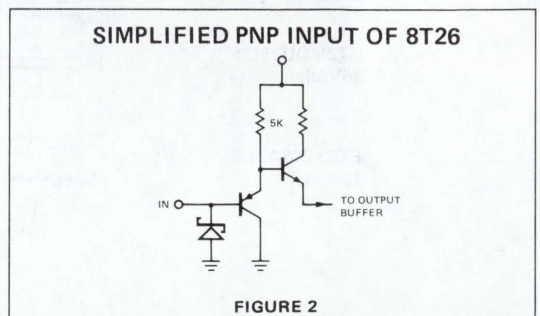 SIMPLIFIED PNP INPUT OF 8T26
5K
IN
TO OUTPUT
BUFFER
FIGURE 2